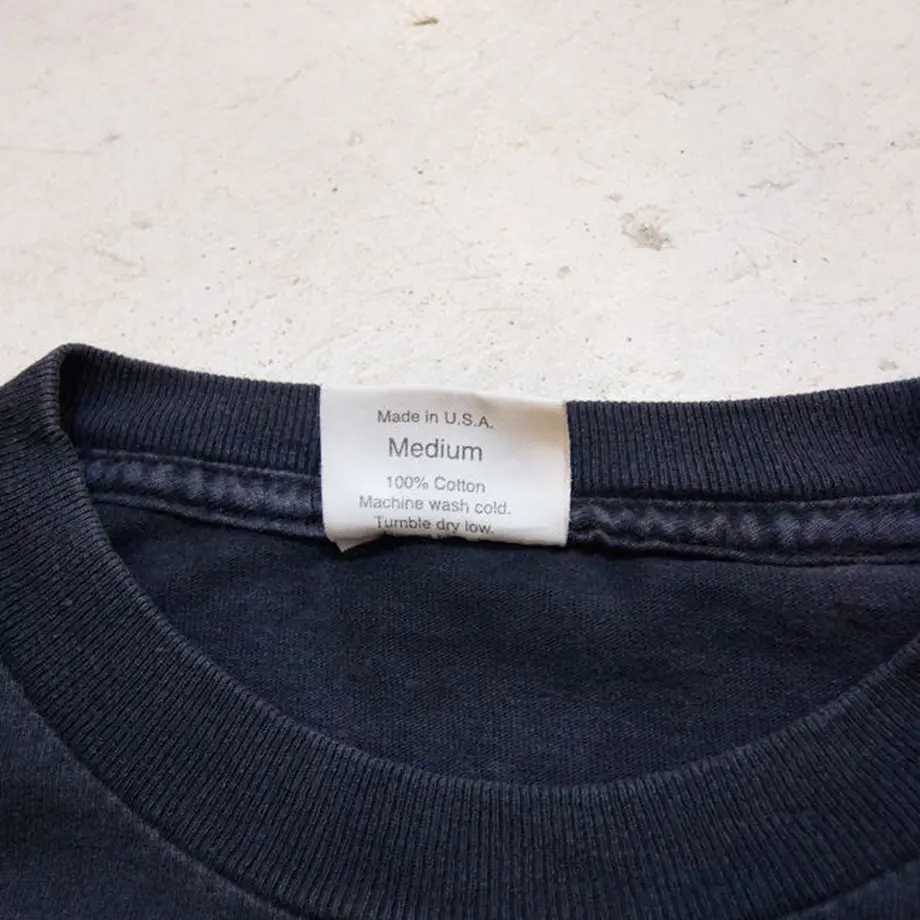 Made in U.S.A.
Medium
100% Cotton
Machine wash cold.
Tumble dry low.